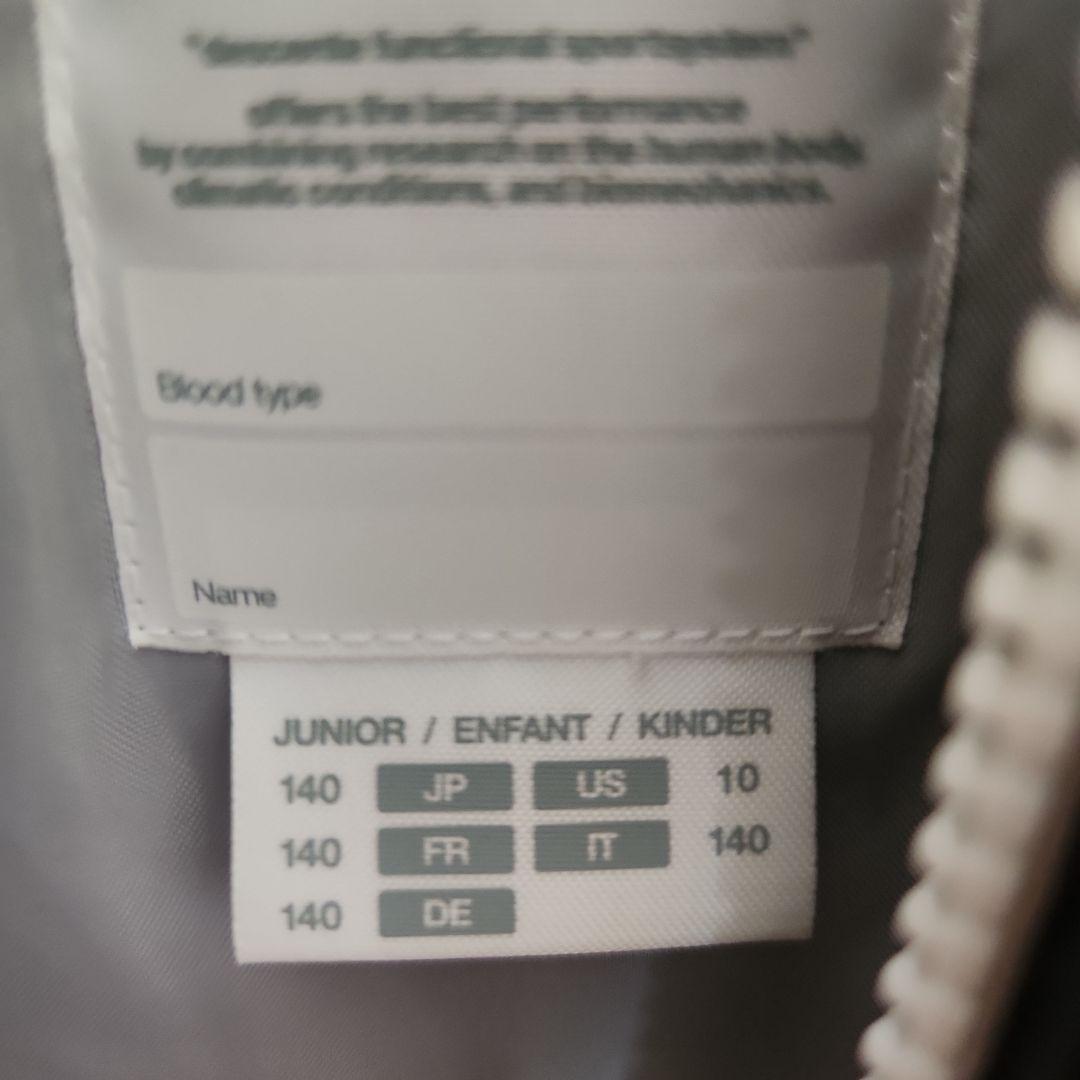 "descente functional sportsystem"
offers the best performance
by combining research on the human body,
climatic conditions, and biomechanics.
Blood type
Name
JUNIOR / ENFANT / KINDER
140 JP US 10
140 FR IT 140
140 DE